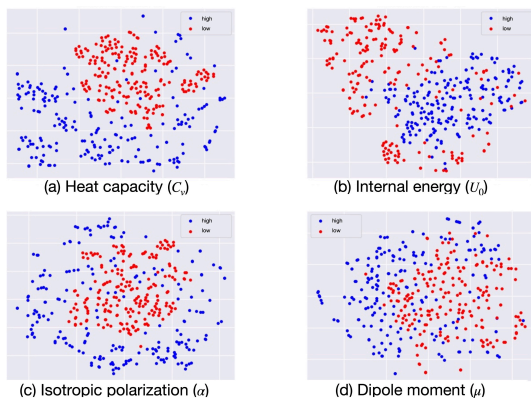 high
low
(a) Heat capacity (Cᵥ)
high
low
(b) Internal energy (U₀)
high
low
(c) Isotropic polarization (α)
high
low
(d) Dipole moment (μ)